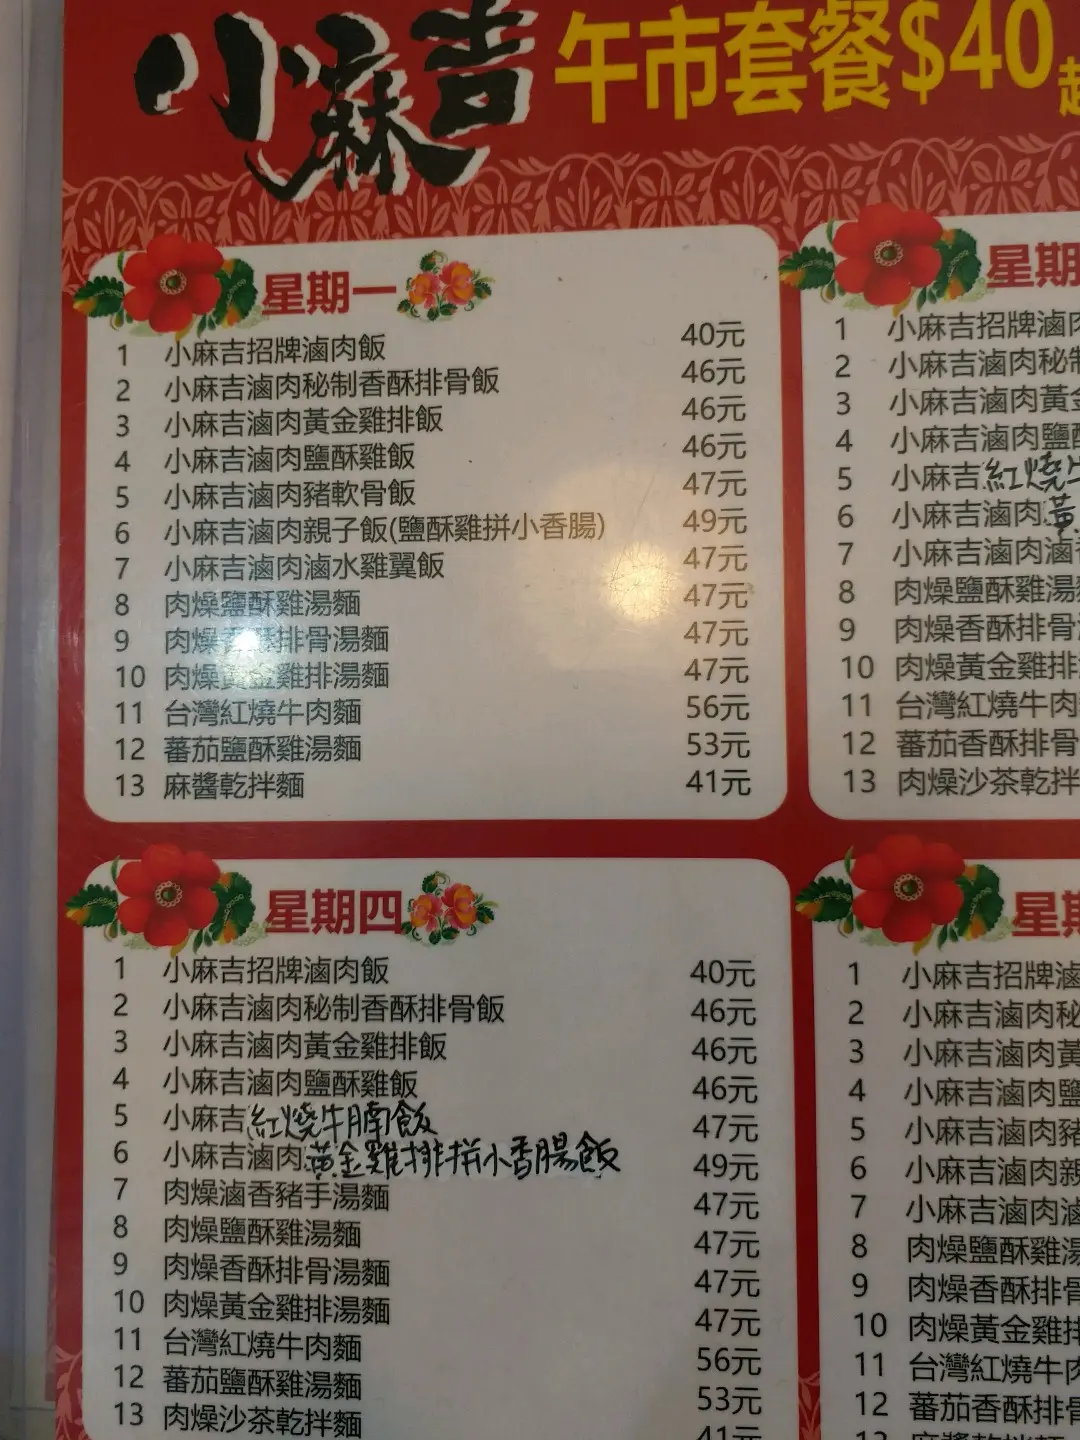 小麻吉
午市套餐$40起
星期一
1 小麻吉招牌滷肉飯 40元
2 小麻吉滷肉秘制香酥排骨飯 46元
3 小麻吉滷肉黃金雞排飯 46元
4 小麻吉滷肉鹽酥雞飯 46元
5 小麻吉滷肉豬軟骨飯 47元
6 小麻吉滷肉親子飯(鹽酥雞拼小香腸) 49元
7 小麻吉滷肉滷水雞翼飯 47元
8 肉燥鹽酥雞湯麵 47元
9 肉燥香酥排骨湯麵 47元
10 肉燥黃金雞排湯麵 47元
11 台灣紅燒牛肉麵 56元
12 蕃茄鹽酥雞湯麵 53元
13 麻醬乾拌麵 41元
星期
1 小麻吉招牌滷肉
2 小麻吉滷肉秘制
3 小麻吉滷肉黃金
4 小麻吉滷肉鹽酥
5 小麻吉紅燒牛
6 小麻吉滷肉黃
7 小麻吉滷肉滷
8 肉燥鹽酥雞湯
9 肉燥香酥排骨
10 肉燥黃金雞排
11 台灣紅燒牛肉
12 蕃茄香酥排骨
13 肉燥沙茶乾拌
星期四
1 小麻吉招牌滷肉飯 40元
2 小麻吉滷肉秘制香酥排骨飯 46元
3 小麻吉滷肉黃金雞排飯 46元
4 小麻吉滷肉鹽酥雞飯 46元
5 小麻吉紅燒牛腩飯 47元
6 小麻吉滷肉黃金雞排拼小香腸飯 49元
7 肉燥滷香豬手湯麵 47元
8 肉燥鹽酥雞湯麵 47元
9 肉燥香酥排骨湯麵 47元
10 肉燥黃金雞排湯麵 47元
11 台灣紅燒牛肉麵 56元
12 蕃茄鹽酥雞湯麵 53元
13 肉燥沙茶乾拌麵 41元
星期
1 小麻吉招牌滷
2 小麻吉滷肉秘
3 小麻吉滷肉黃
4 小麻吉滷肉鹽
5 小麻吉滷肉豬
6 小麻吉滷肉親
7 小麻吉滷肉滷
8 肉燥鹽酥雞湯
9 肉燥香酥排骨
10 肉燥黃金雞排
11 台灣紅燒牛肉
12 蕃茄香酥排骨
13 麻醬乾拌麵